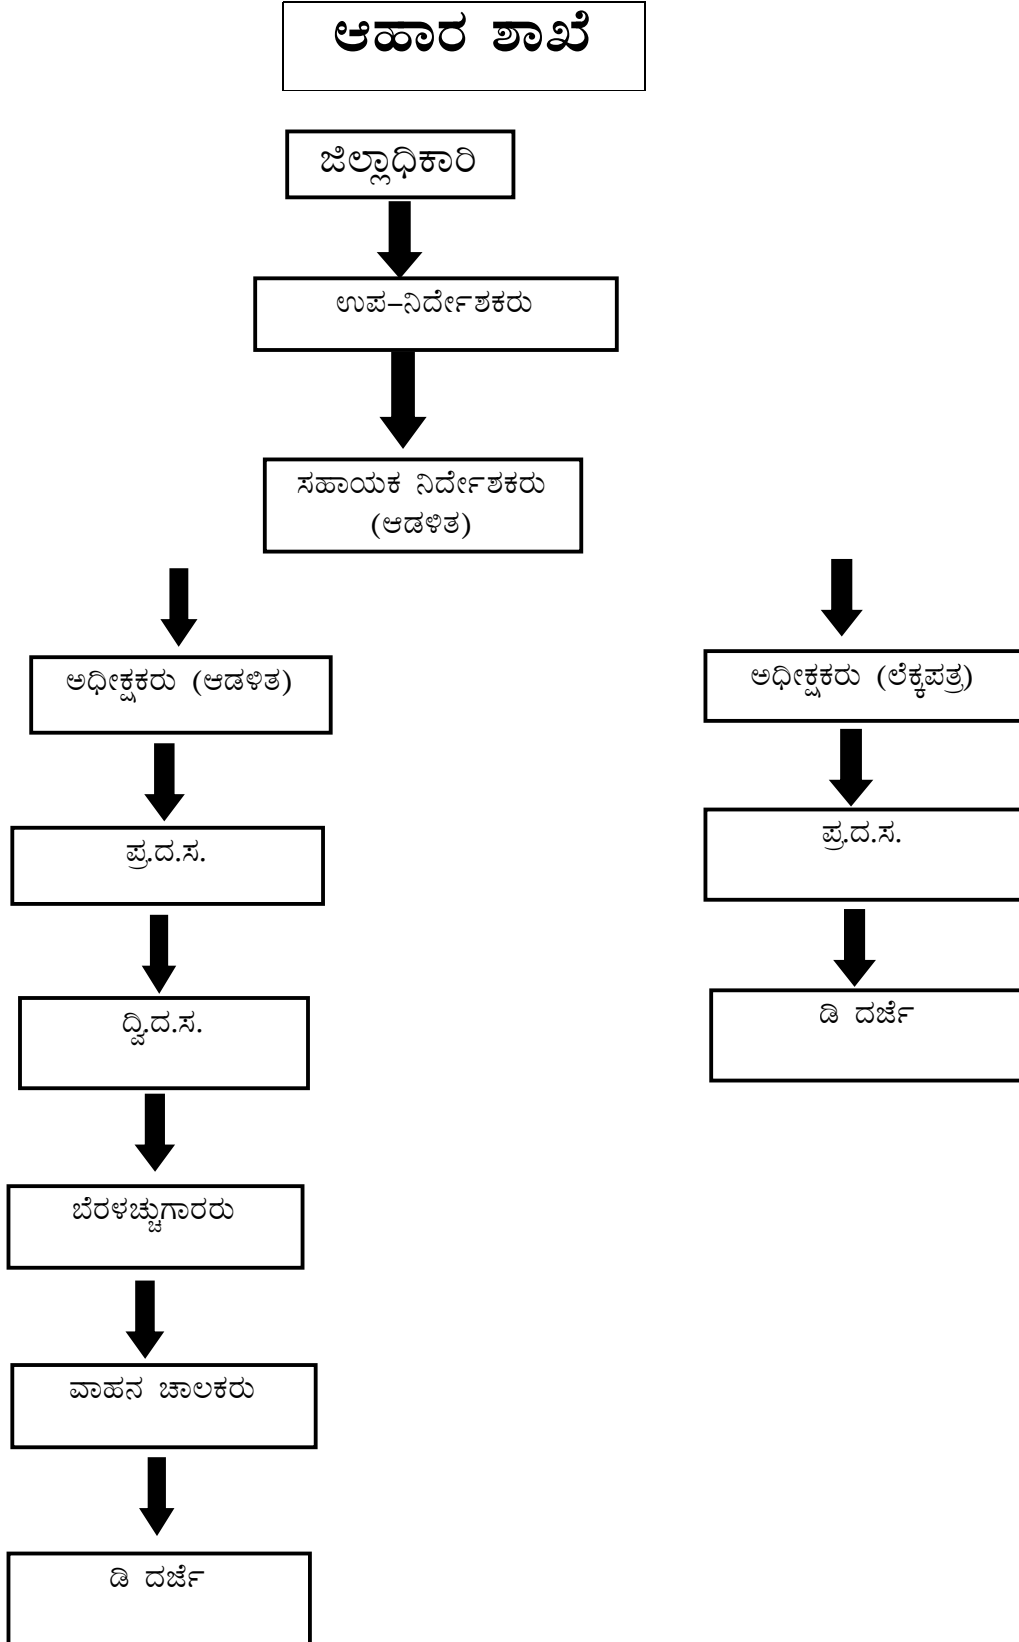 ಆಹಾರ ಶಾಖೆ
ಜಿಲ್ಲಾಧಿಕಾರಿ
ಉಪ-ನಿರ್ದೇಶಕರು
ಸಹಾಯಕ ನಿರ್ದೇಶಕರು
(ಆಡಳಿತ)
ಅಧೀಕ್ಷಕರು (ಆಡಳಿತ)
ಪ್ರ.ದ.ಸ.
ದ್ವಿ.ದ.ಸ.
ಬೆರಳಚ್ಚುಗಾರರು
ವಾಹನ ಚಾಲಕರು
ಡಿ ದರ್ಜೆ
ಅಧೀಕ್ಷಕರು (ಲೆಕ್ಕಪತ್ರ)
ಪ್ರ.ದ.ಸ.
ಡಿ ದರ್ಜೆ